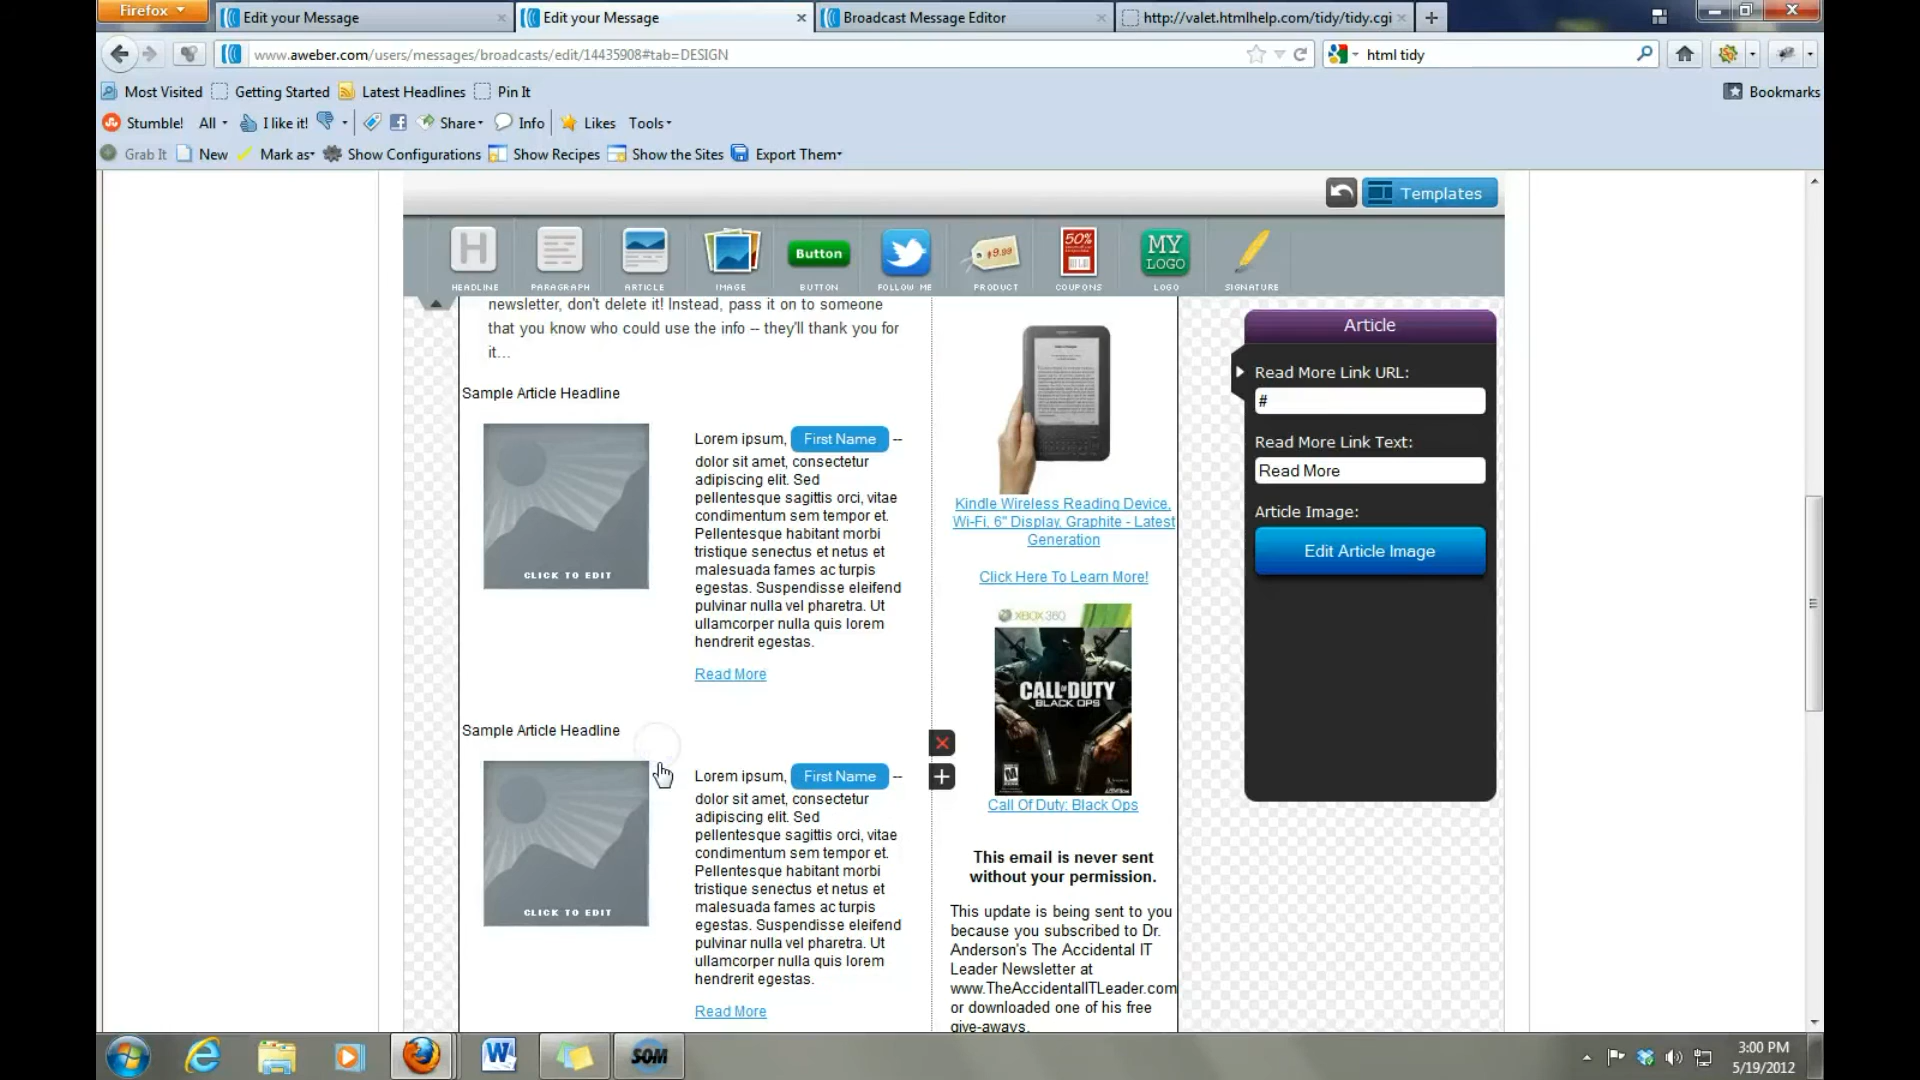 Firefox
Edit your Message
Edit your Message
Broadcast Message Editor
http://valet.htmlhelp.com/tidy/tidy.cgi
www.aweber.com/users/messages/broadcasts/edit/14435908#tab=DESIGN
html tidy
Most Visited
Getting Started
Latest Headlines
Pin It
Bookmarks
Stumble!
All
I like it!
Share
Info
Likes
Tools
Grab It
New
Mark as
Show Configurations
Show Recipes
Show the Sites
Export Them
Templates
H
Button
$9.99
50%
MY
LOGO
HEADLINE
PARAGRAPH
ARTICLE
IMAGE
BUTTON
FOLLOW ME
PRODUCT
COUPONS
LOGO
SIGNATURE
newsletter, don't delete it! Instead, pass it on to someone
that you know who could use the info -- they'll thank you for
it...
Sample Article Headline
CLICK TO EDIT
Lorem ipsum, First Name --
dolor sit amet, consectetur
adipiscing elit. Sed
pellentesque sagittis orci, vitae
condimentum sem tempor et.
Pellentesque habitant morbi
tristique senectus et netus et
malesuada fames ac turpis
egestas. Suspendisse eleifend
pulvinar nulla vel pharetra. Ut
ullamcorper nulla quis lorem
hendrerit egestas.
Read More
Sample Article Headline
CLICK TO EDIT
Lorem ipsum, First Name --
dolor sit amet, consectetur
adipiscing elit. Sed
pellentesque sagittis orci, vitae
condimentum sem tempor et.
Pellentesque habitant morbi
tristique senectus et netus et
malesuada fames ac turpis
egestas. Suspendisse eleifend
pulvinar nulla vel pharetra. Ut
ullamcorper nulla quis lorem
hendrerit egestas.
Read More
Kindle Wireless Reading Device,
Wi-Fi, 6" Display, Graphite - Latest
Generation
Click Here To Learn More!
XBOX 360
CALL OF DUTY
BLACK OPS
M
Call Of Duty: Black Ops
This email is never sent
without your permission.
This update is being sent to you
because you subscribed to Dr.
Anderson's The Accidental IT
Leader Newsletter at
www.TheAccidentalITLeader.com
or downloaded one of his free
give-aways.
Article
Read More Link URL:
#
Read More Link Text:
Read More
Article Image:
Edit Article Image
W
SOM
3:00 PM
5/19/2012